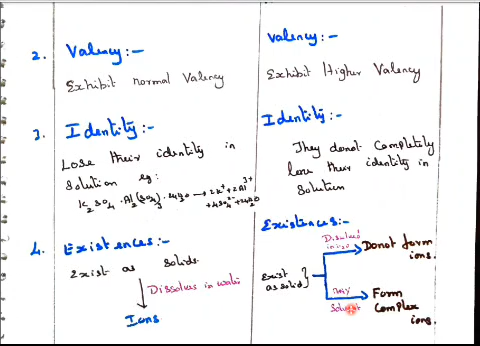 2. Valency:-
Exhibit normal Valency
3. Identity:-
Lose their identity in
solution eg:
K2SO4 . Al2(SO4)3 . 24H2O → 2K+ + 2Al3+
+4SO4 2- + 24H2O
4. Existences:-
Exist as solids
Dissolves in water
Ions
Valency:-
Exhibit Higher Valency
Identity:-
They donot Completely
lose their identity in
solution
Existences:-
Exist
as solid
Dissolved
in H2O
Donot form
ions.
Form
Complex
ions.